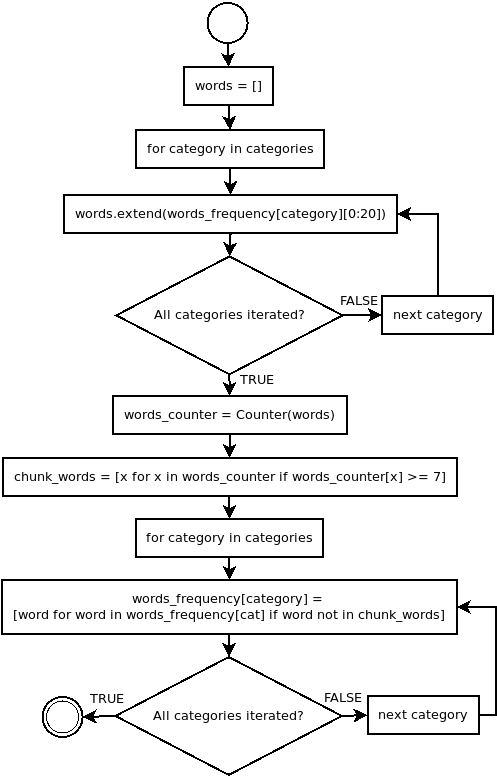 words = []
for category in categories
words.extend(words_frequency[category][0:20])
All categories iterated?
FALSE
next category
TRUE
words_counter = Counter(words)
chunk_words = [x for x in words_counter if words_counter[x] >= 7]
for category in categories
words_frequency[category] =
[word for word in words_frequency[cat] if word not in chunk_words]
TRUE
All categories iterated?
FALSE
next category